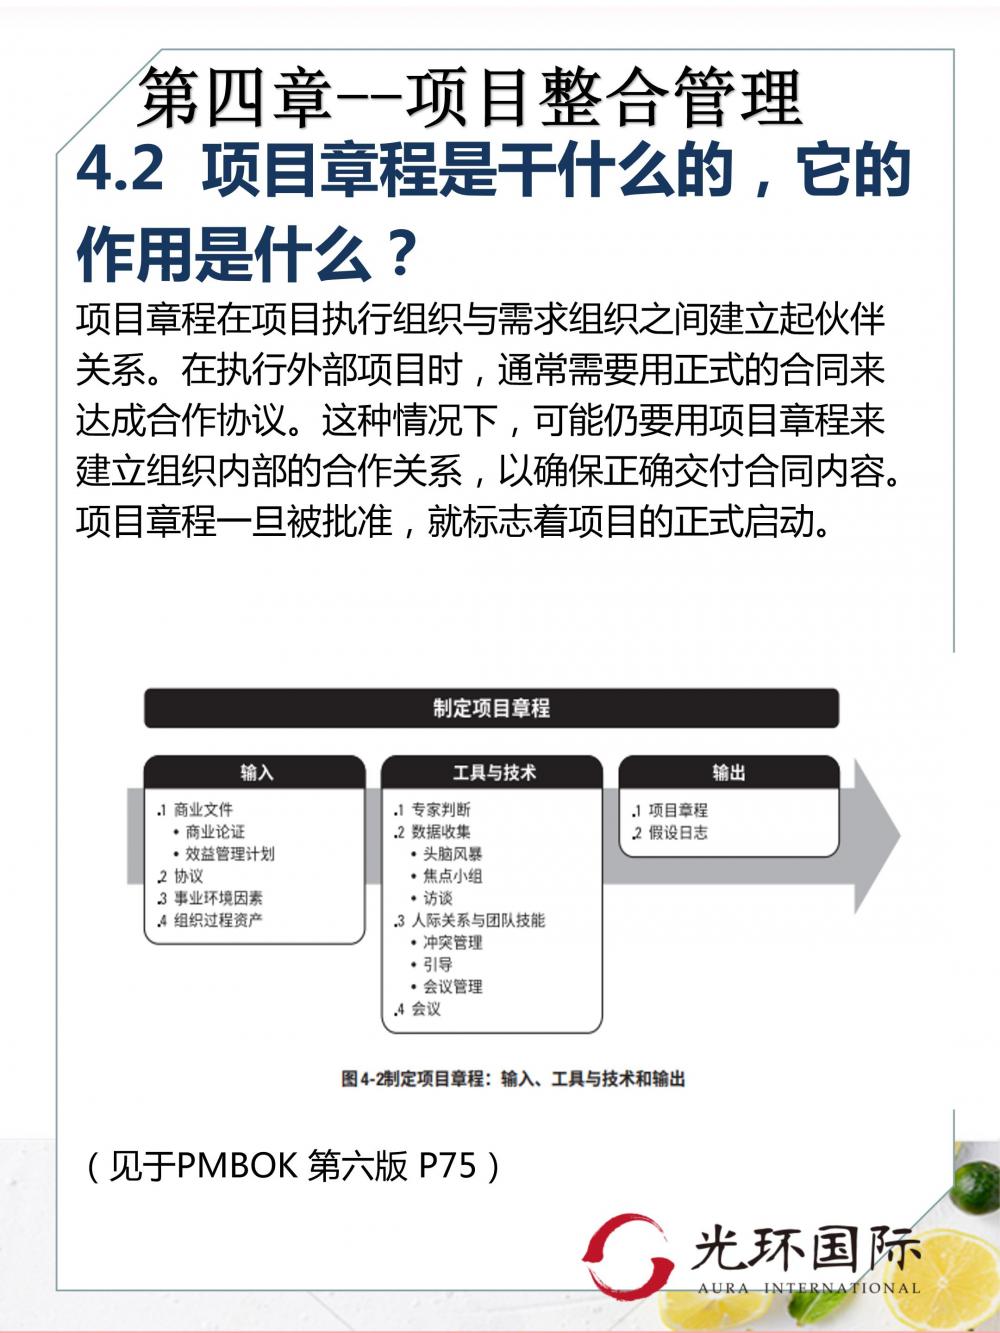 第四章--项目整合管理
4.2 项目章程是干什么的，它的
作用是什么？
项目章程在项目执行组织与需求组织之间建立起伙伴
关系。在执行外部项目时，通常需要用正式的合同来
达成合作协议。这种情况下，可能仍要用项目章程来
建立组织内部的合作关系，以确保正确交付合同内容。
项目章程一旦被批准，就标志着项目的正式启动。
制定项目章程
输入
.1 商业文件
• 商业论证
• 效益管理计划
.2 协议
.3 事业环境因素
.4 组织过程资产
工具与技术
.1 专家判断
.2 数据收集
• 头脑风暴
• 焦点小组
• 访谈
.3 人际关系与团队技能
• 冲突管理
• 引导
• 会议管理
.4 会议
输出
.1 项目章程
.2 假设日志
图4-2制定项目章程：输入、工具与技术和输出
（见于PMBOK 第六版 P75）
光环国际
AURA INTERNATIONAL